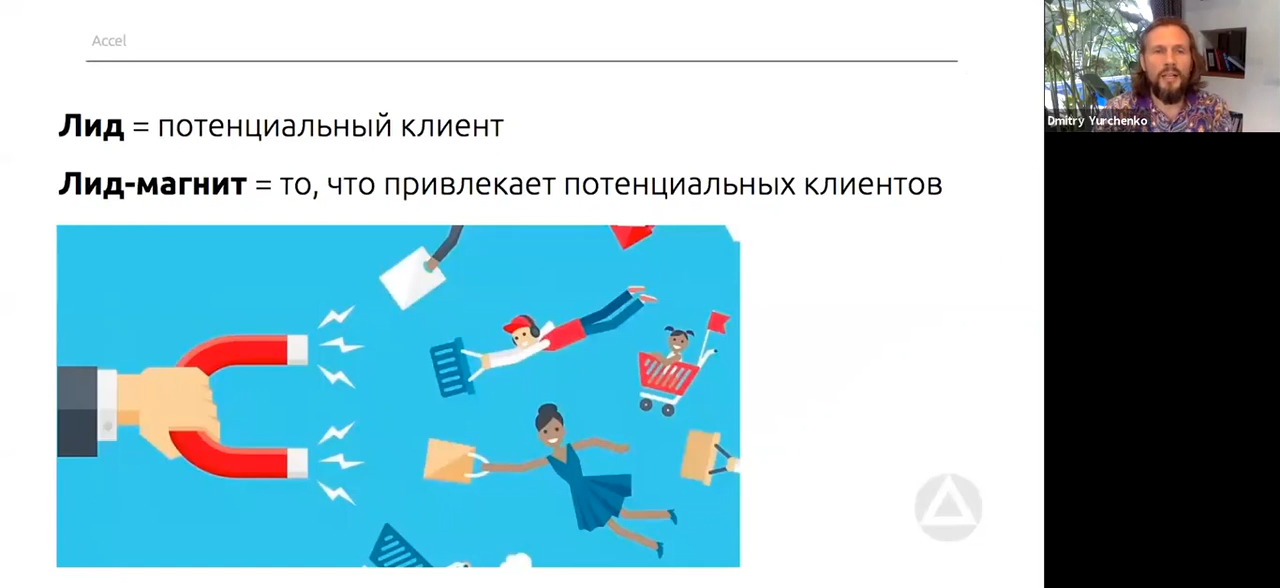 Accel
Лид = потенциальный клиент
Лид-магнит = то, что привлекает потенциальных клиентов
Dmitry Yurchenko